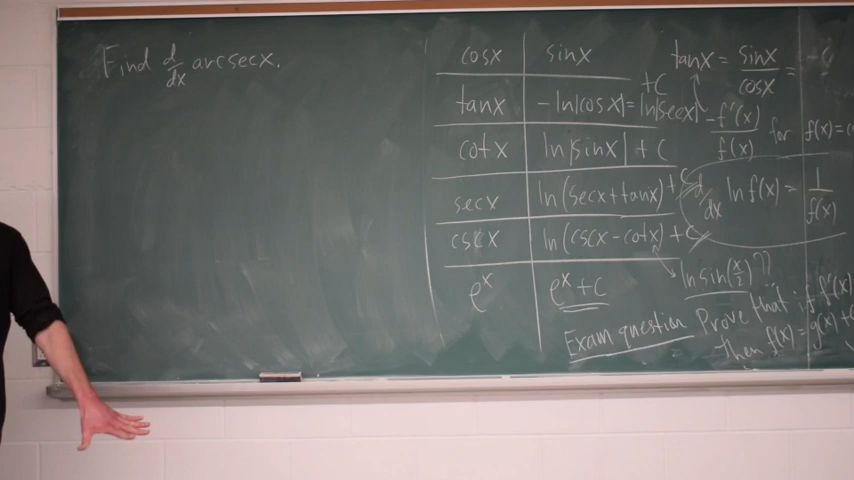 Find d/dx arcsecx.
cosx sinx
tanx -ln|cosx| = ln|secx| +C
cotx ln|sinx| + C
secx ln(secx+tanx) + C
cscx ln(cscx - cotx) + C
e^x e^x + C
ln sin(x/2)??
tanx = sinx/cosx =
-f'(x)/f(x) for f(x)=
d/dx ln f(x) = 1/f(x)
Exam question Prove that if f'(x)
then f(x) = g(x) +